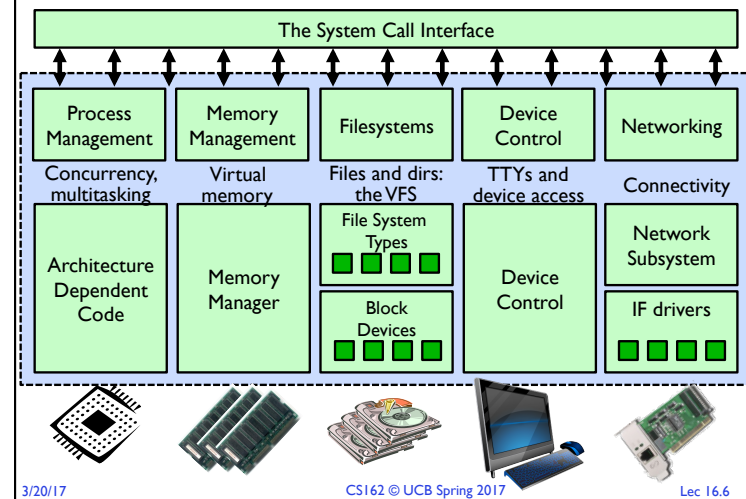 The System Call Interface
Process
Management
Memory
Management
Filesystems
Device
Control
Networking
Concurrency,
multitasking
Virtual
memory
Files and dirs:
the VFS
TTYs and
device access
Connectivity
Architecture
Dependent
Code
Memory
Manager
File System
Types
Block
Devices
Device
Control
Network
Subsystem
IF drivers
3/20/17
CS162 © UCB Spring 2017
Lec 16.6